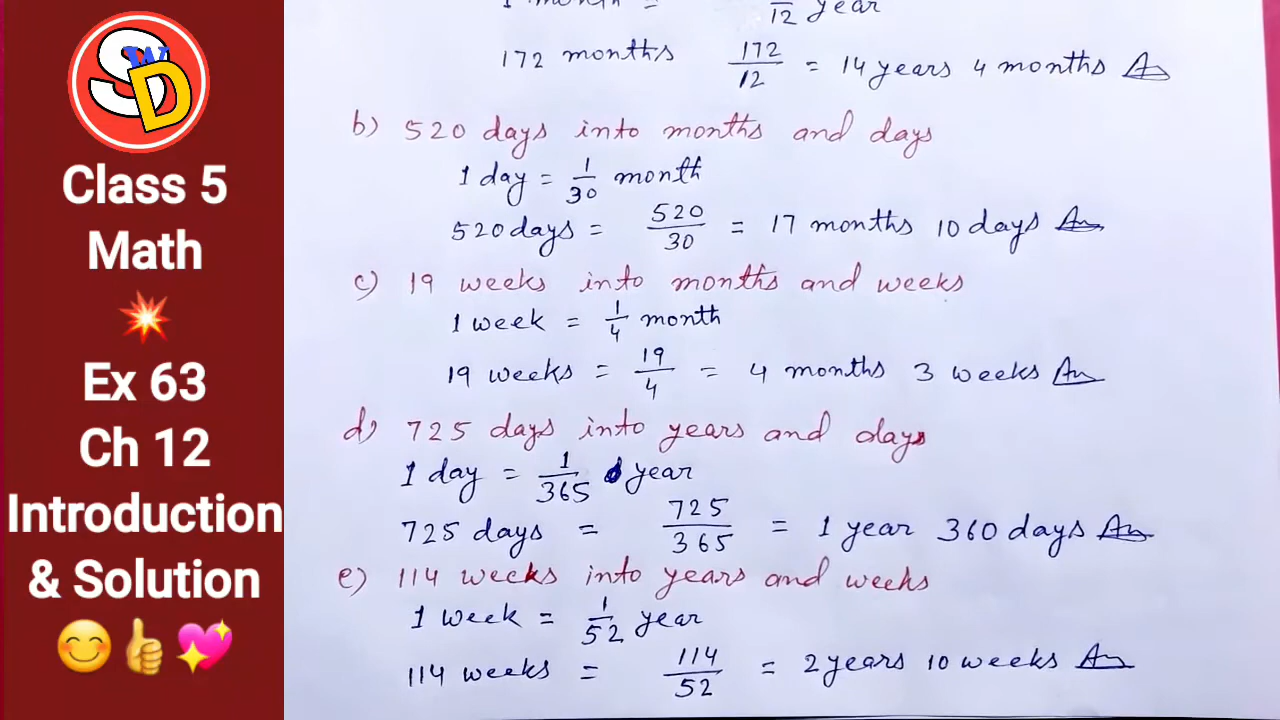 SWD
Class 5
Math
Ex 63
Ch 12
Introduction
& Solution
1 month = 1/12 year
172 months 172/12 = 14 years 4 months Ans
b) 520 days into months and days
1 day = 1/30 month
520 days = 520/30 = 17 months 10 days Ans
c) 19 weeks into months and weeks
1 week = 1/4 month
19 weeks = 19/4 = 4 months 3 weeks Ans
d) 725 days into years and days
1 day = 1/365 year
725 days = 725/365 = 1 year 360 days Ans
e) 114 weeks into years and weeks
1 week = 1/52 year
114 weeks = 114/52 = 2 years 10 weeks Ans